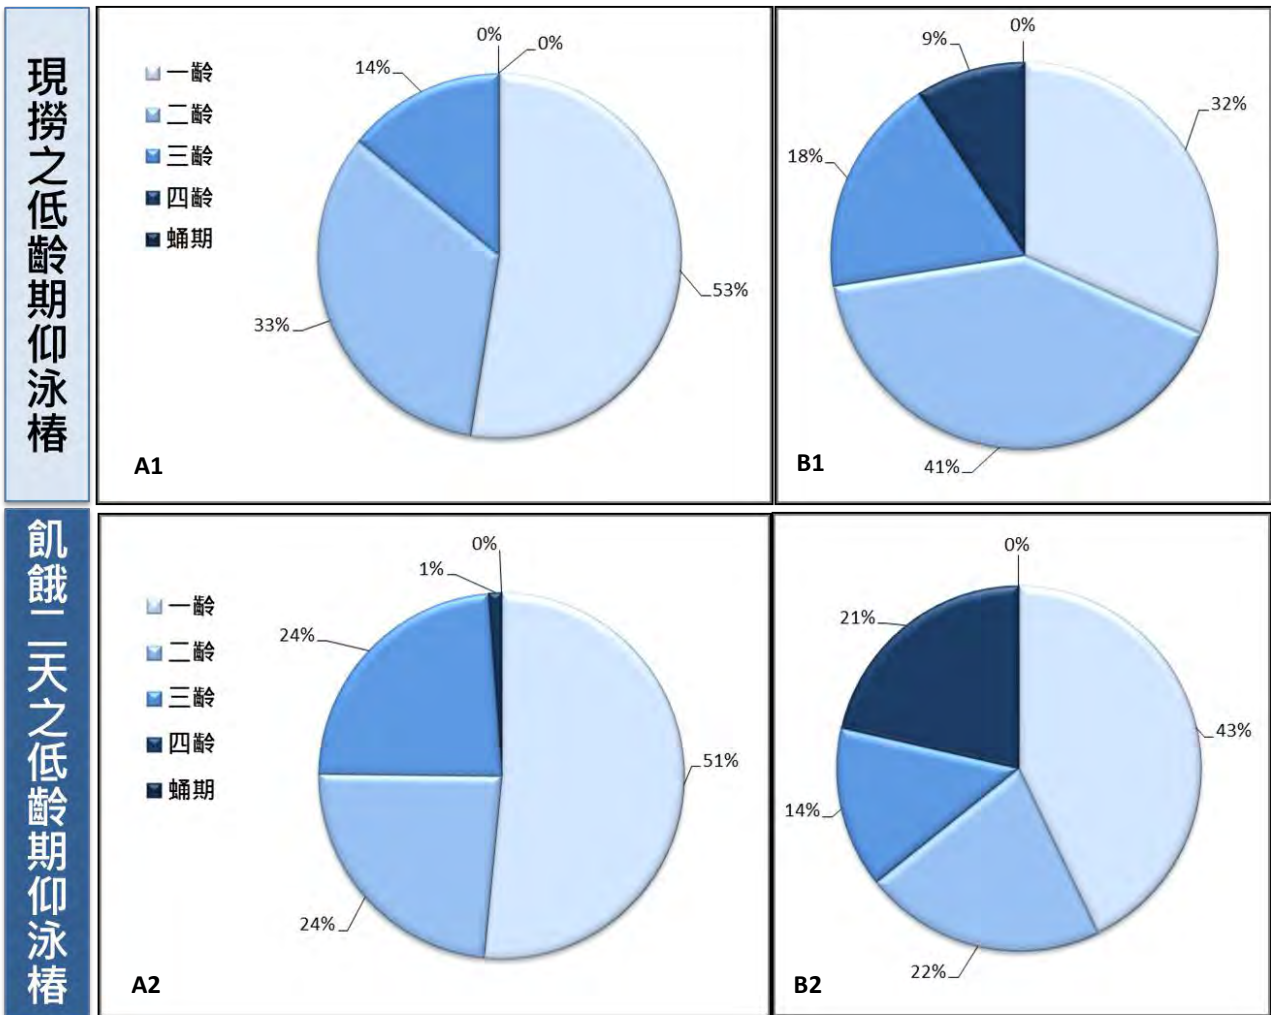 現撈之低齡期仰泳椿
一齡
二齡
三齡
四齡
蛹期
0%
0%
14%
53%
33%
A1
0%
9%
32%
18%
41%
B1
飢餓二天之低齡期仰泳椿
一齡
二齡
三齡
四齡
蛹期
0%
1%
24%
51%
24%
A2
0%
21%
43%
14%
22%
B2